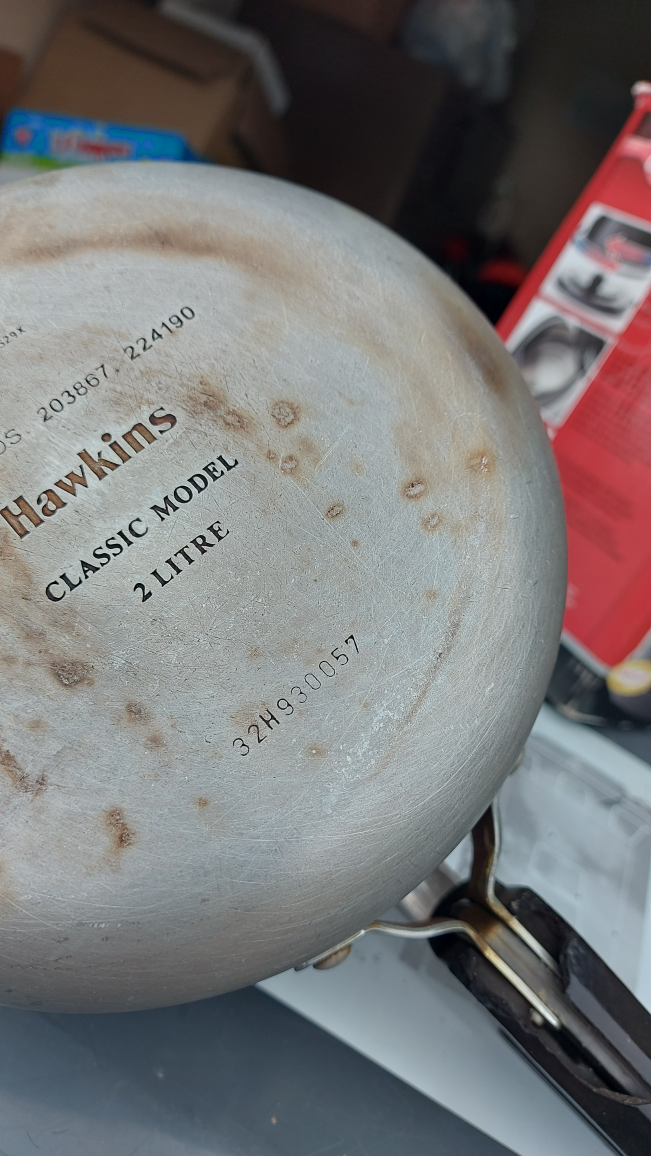 203867, 224190
Hawkins
CLASSIC MODEL
2 LITRE
32H930057